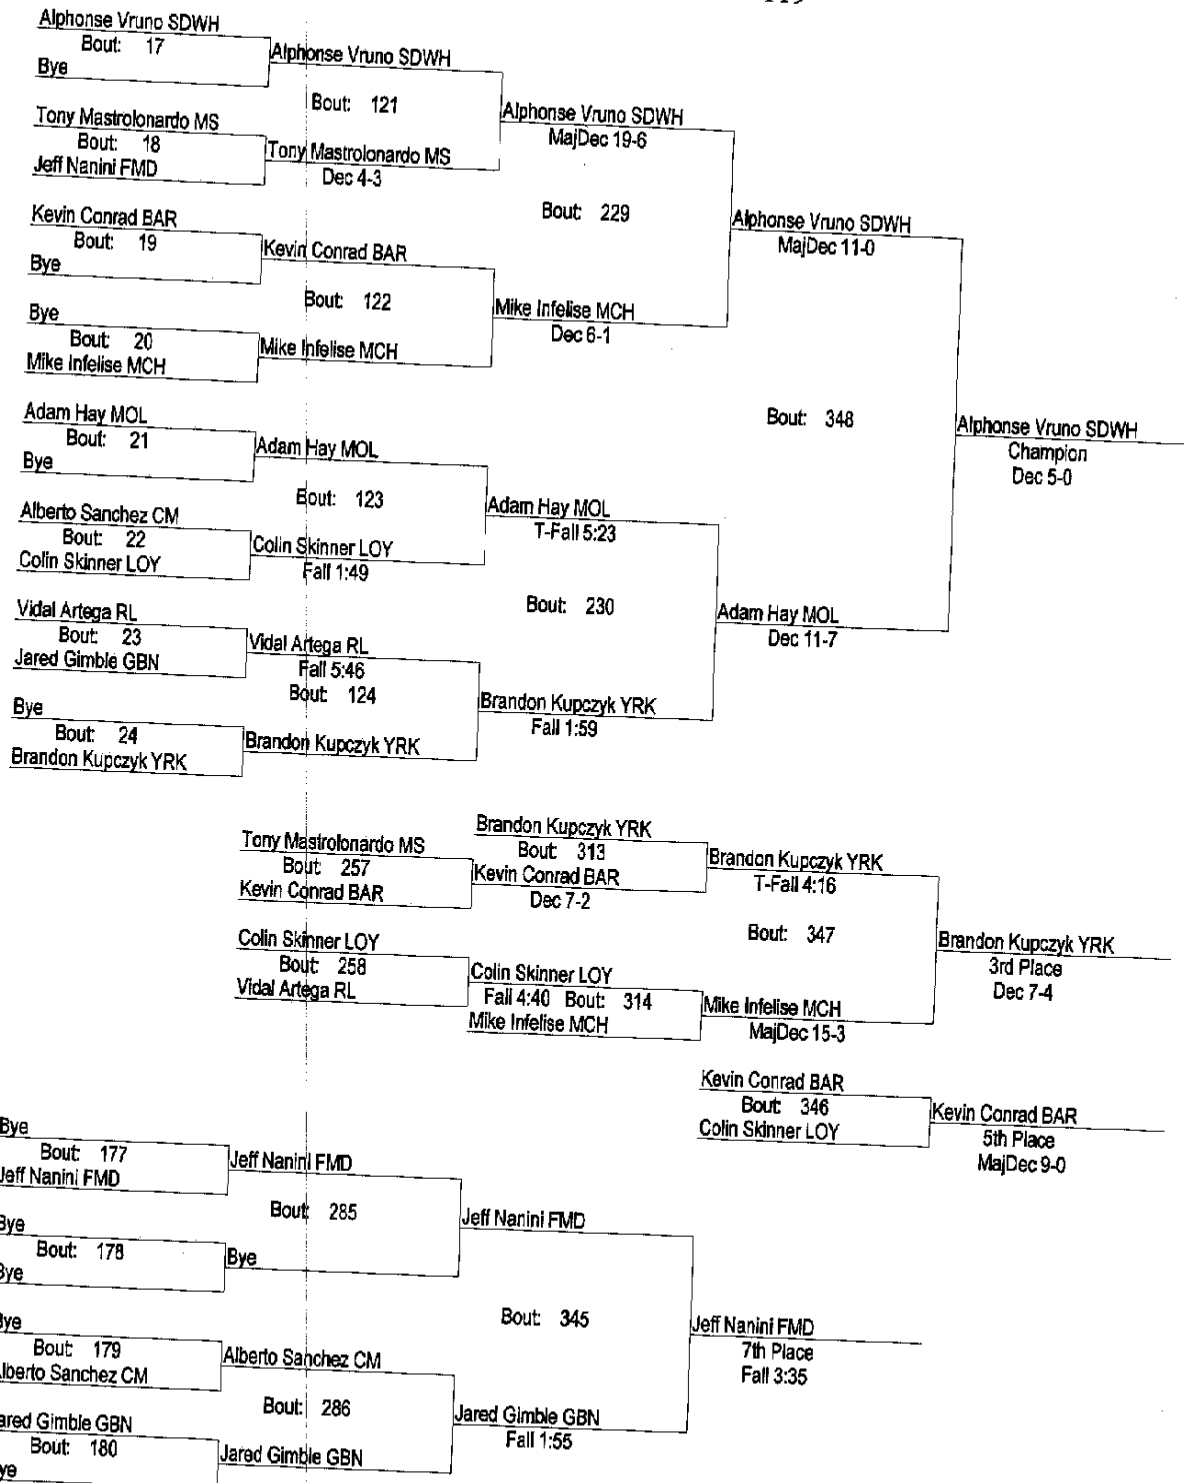 Alphonse Vruno SDWH
Bout: 17
Bye
Alphonse Vruno SDWH
Bout: 121
Tony Mastrolonardo MS
Bout: 18
Jeff Nanini FMD
Tony Mastrolonardo MS
Dec 4-3
Alphonse Vruno SDWH
MajDec 19-6
Bout: 229
Kevin Conrad BAR
Bout: 19
Bye
Kevin Conrad BAR
Bout: 122
Bye
Bout: 20
Mike Infelise MCH
Mike Infelise MCH
Mike Infelise MCH
Dec 6-1
Alphonse Vruno SDWH
MajDec 11-0
Bout: 348
Adam Hay MOL
Bout: 21
Bye
Adam Hay MOL
Bout: 123
Alberto Sanchez CM
Bout: 22
Colin Skinner LOY
Colin Skinner LOY
Fall 1:49
Adam Hay MOL
T-Fall 5:23
Bout: 230
Vidal Artega RL
Bout: 23
Jared Gimble GBN
Vidal Artega RL
Fall 5:46
Bout: 124
Bye
Bout: 24
Brandon Kupczyk YRK
Brandon Kupczyk YRK
Brandon Kupczyk YRK
Fall 1:59
Adam Hay MOL
Dec 11-7
Alphonse Vruno SDWH
Champion
Dec 5-0
Tony Mastrolonardo MS
Bout: 257
Kevin Conrad BAR
Brandon Kupczyk YRK
Bout: 313
Kevin Conrad BAR
Dec 7-2
Brandon Kupczyk YRK
T-Fall 4:16
Bout: 347
Colin Skinner LOY
Bout: 258
Vidal Artega RL
Colin Skinner LOY
Fall 4:40 Bout: 314
Mike Infelise MCH
Mike Infelise MCH
MajDec 15-3
Brandon Kupczyk YRK
3rd Place
Dec 7-4
Kevin Conrad BAR
Bout: 346
Colin Skinner LOY
Kevin Conrad BAR
5th Place
MajDec 9-0
Bye
Bout: 177
Jeff Nanini FMD
Jeff Nanini FMD
Bout: 285
Bye
Bout: 178
Bye
Bye
Jeff Nanini FMD
Bout: 345
Bye
Bout: 179
Alberto Sanchez CM
Alberto Sanchez CM
Bout: 286
Jared Gimble GBN
Bout: 180
Bye
Jared Gimble GBN
Jared Gimble GBN
Fall 1:55
Jeff Nanini FMD
7th Place
Fall 3:35